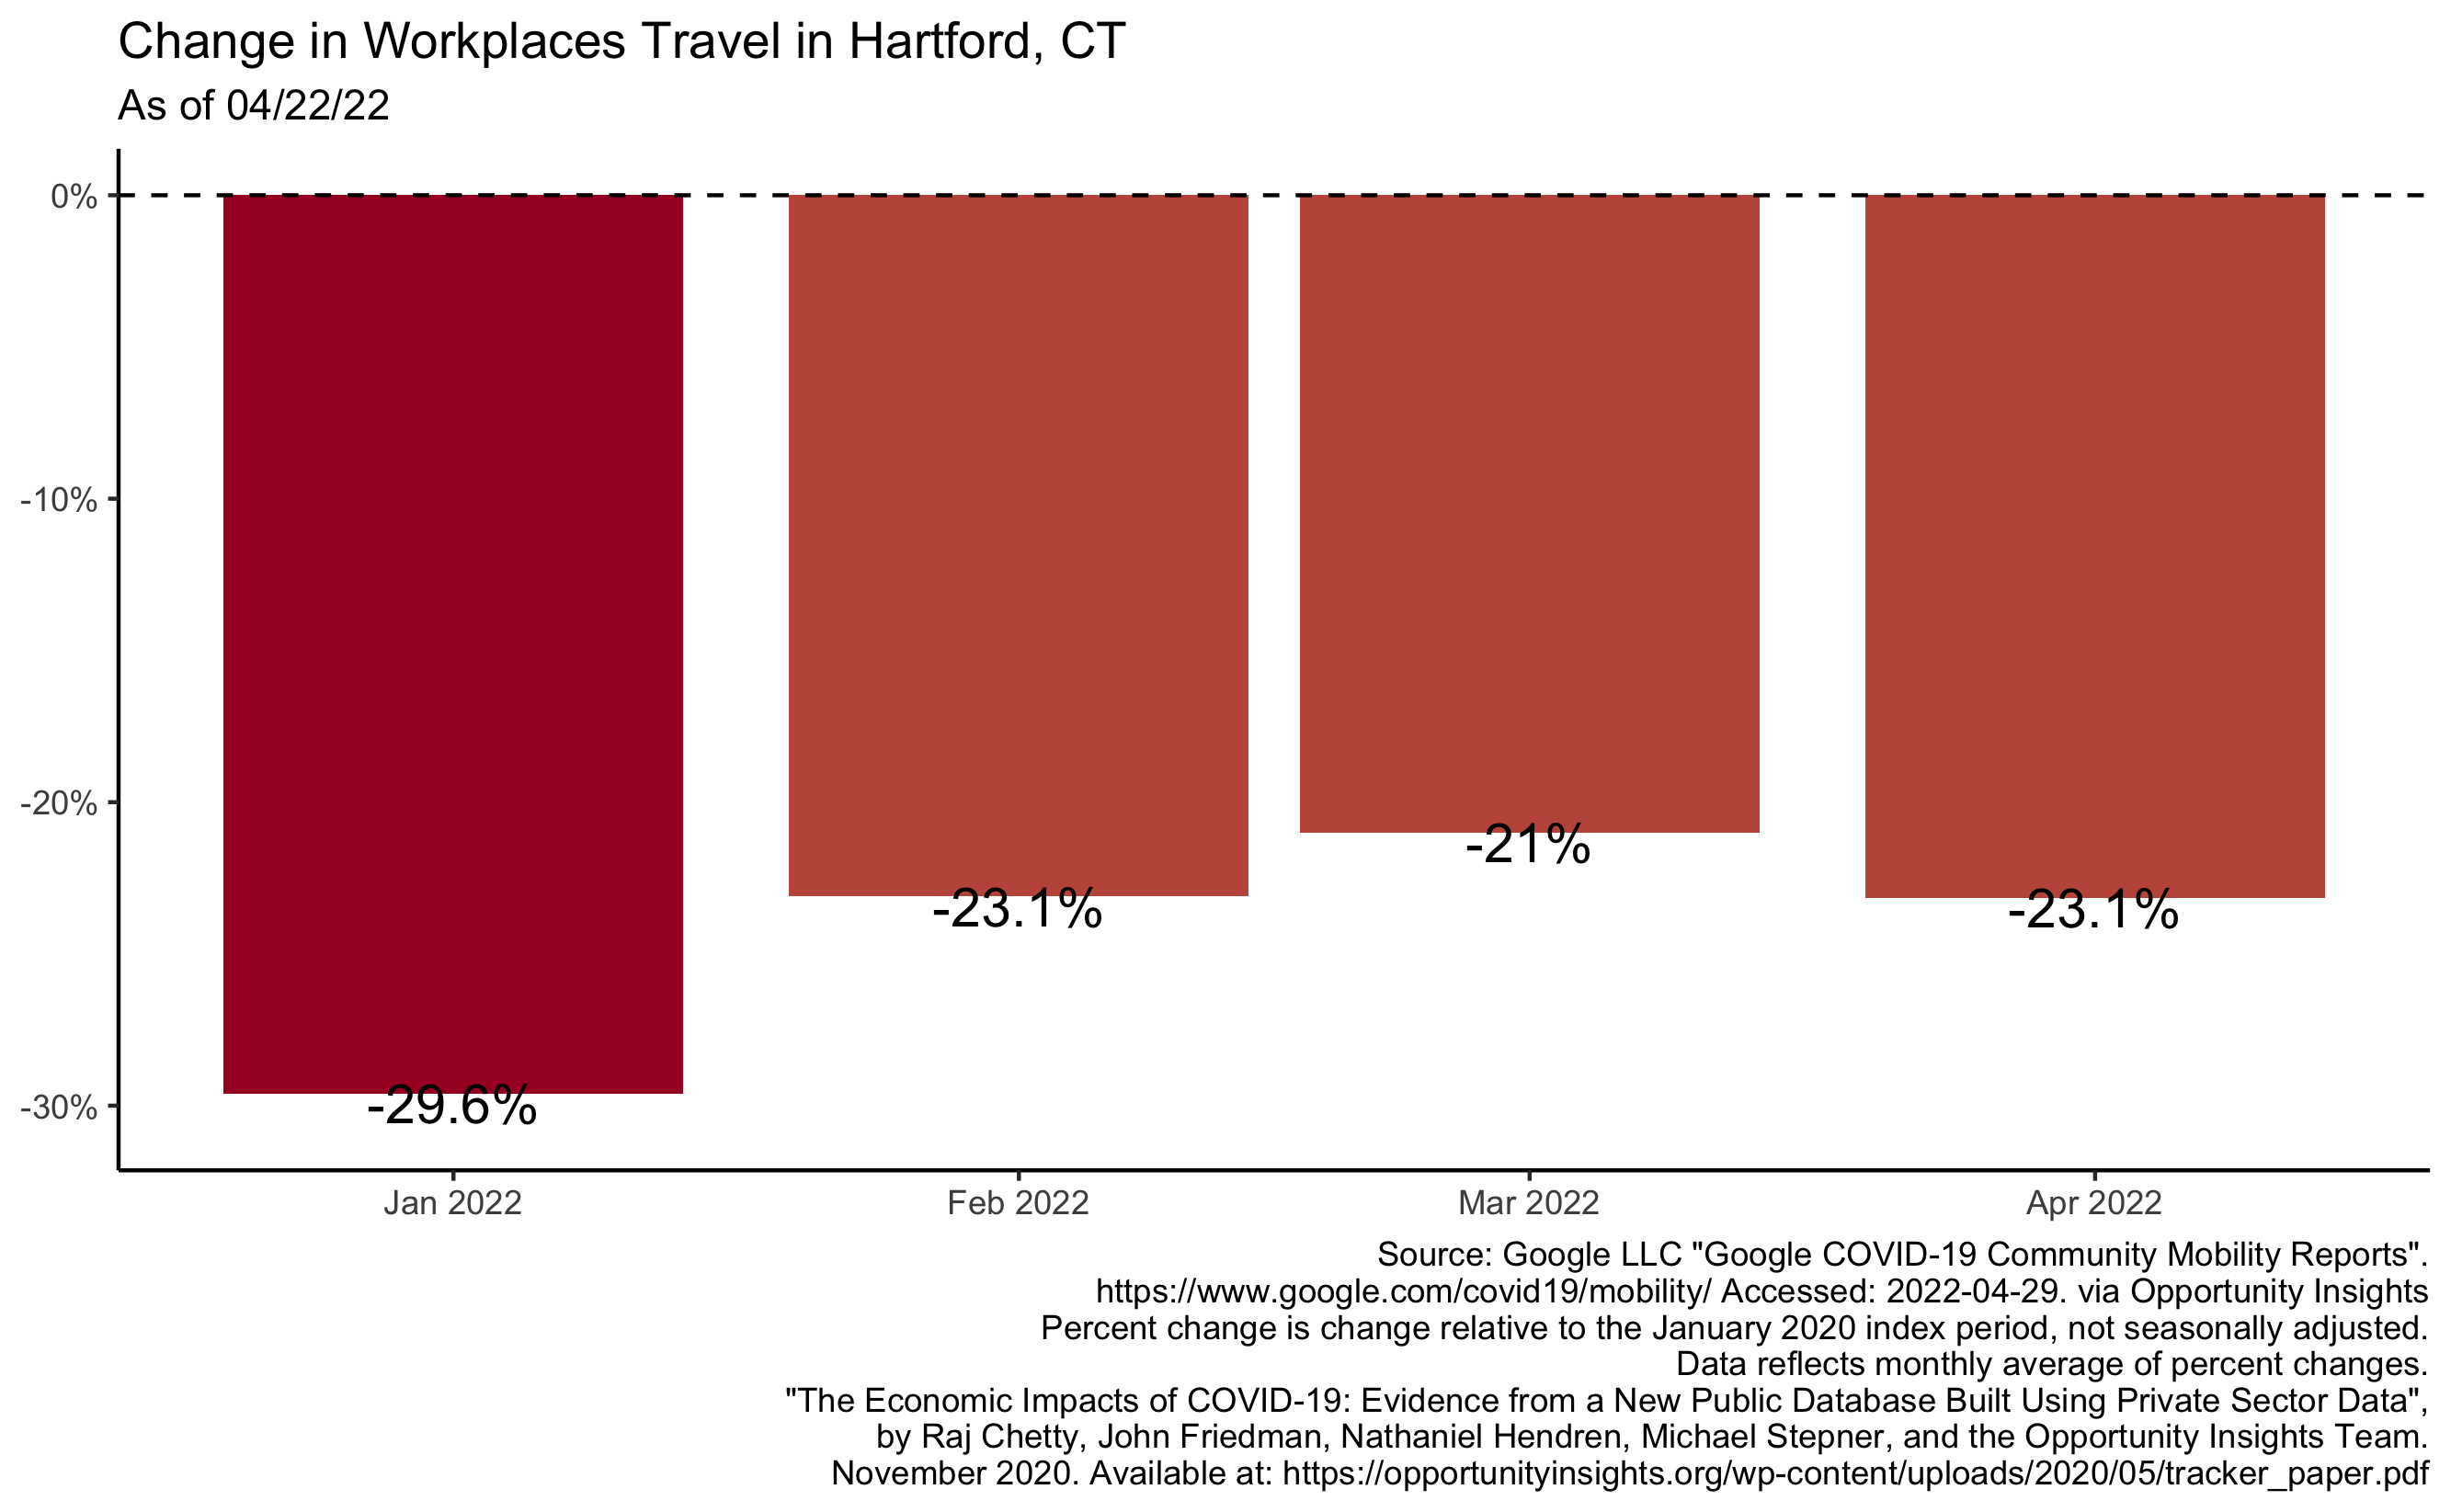 Change in Workplaces Travel in Hartford, CT
As of 04/22/22
0%
-10%
-20%
-30%
-29.6%
-23.1%
-21%
-23.1%
Jan 2022
Feb 2022
Mar 2022
Apr 2022
Source: Google LLC "Google COVID-19 Community Mobility Reports".
https://www.google.com/covid19/mobility/ Accessed: 2022-04-29. via Opportunity Insights
Percent change is change relative to the January 2020 index period, not seasonally adjusted.
Data reflects monthly average of percent changes.
"The Economic Impacts of COVID-19: Evidence from a New Public Database Built Using Private Sector Data",
by Raj Chetty, John Friedman, Nathaniel Hendren, Michael Stepner, and the Opportunity Insights Team.
November 2020. Available at: https://opportunityinsights.org/wp-content/uploads/2020/05/tracker_paper.pdf